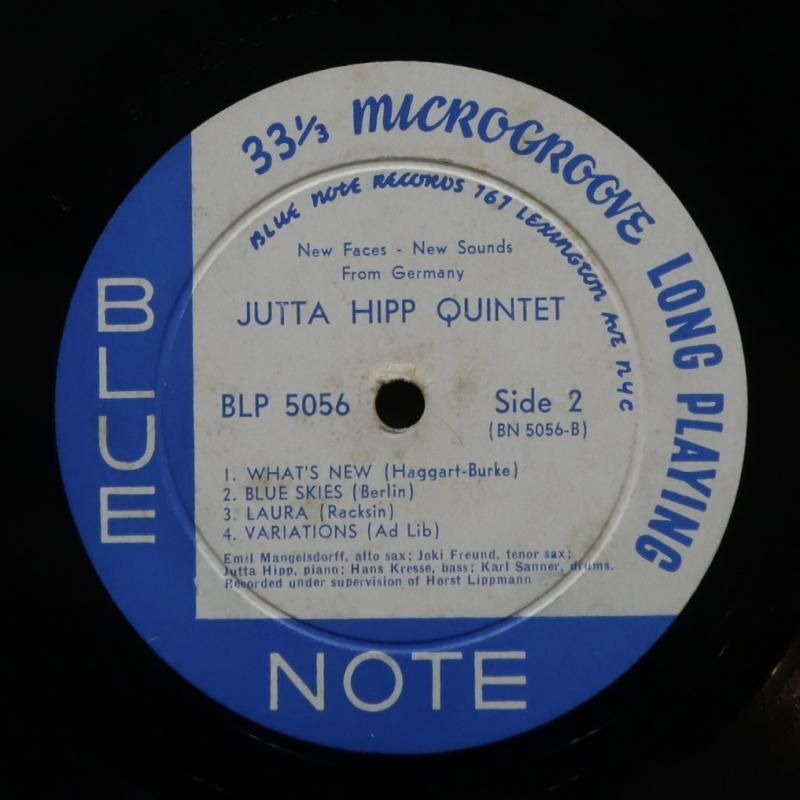 33⅓ MICROGROOVE LONG PLAYING
BLUE NOTE RECORDS 767 LEXINGTON AVE NYC
New Faces - New Sounds
From Germany
JUTTA HIPP QUINTET
BLP 5056
Side 2
(BN 5056-B)
1. WHAT'S NEW (Haggart-Burke)
2. BLUE SKIES (Berlin)
3. LAURA (Racksin)
4. VARIATIONS (Ad Lib)
Emil Mangelsdorff, alto sax; Joki Freund, tenor sax;
Jutta Hipp, piano; Hans Kresse, bass; Karl Sanner, drums.
Recorded under supervision of Horst Lippmann
BLUE
NOTE